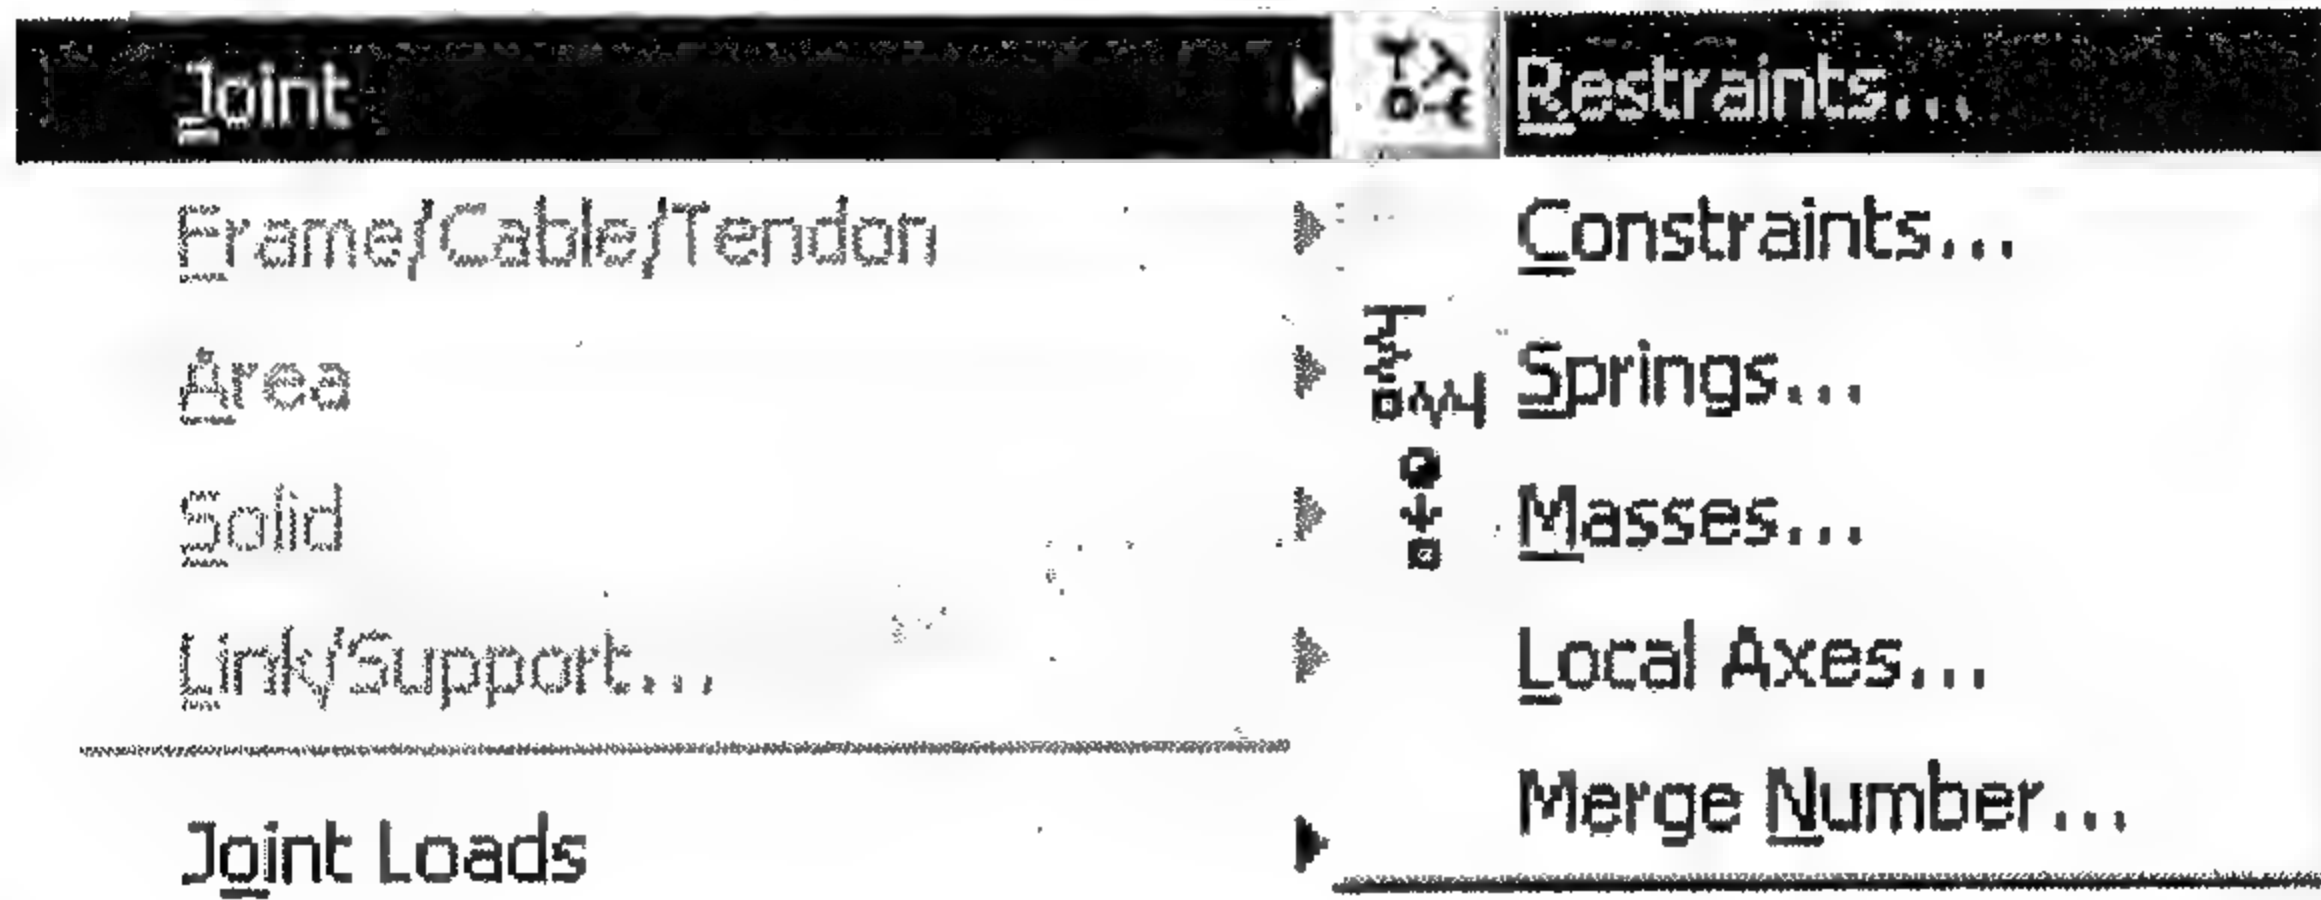 Joint
Frame/Cable/Tendon
Area
Solid
Link/Support...
Joint Loads
Restraints...
Constraints...
Springs...
Masses...
Local Axes...
Merge Number...